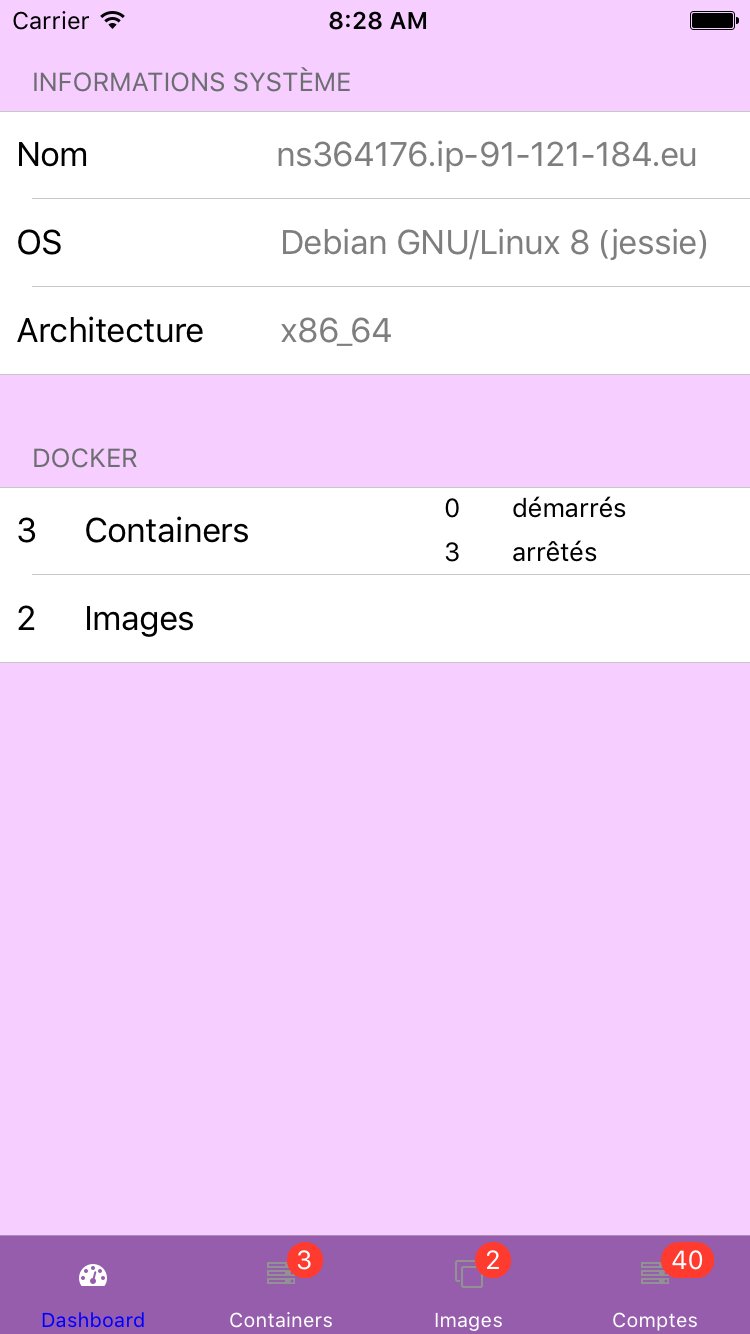 Carrier 8:28 AM
INFORMATIONS SYSTÈME
Nom ns364176.ip-91-121-184.eu
OS Debian GNU/Linux 8 (jessie)
Architecture x86_64
DOCKER
3 Containers
0 démarrés
3 arrêtés
2 Images
3
2
40
Dashboard Containers Images Comptes